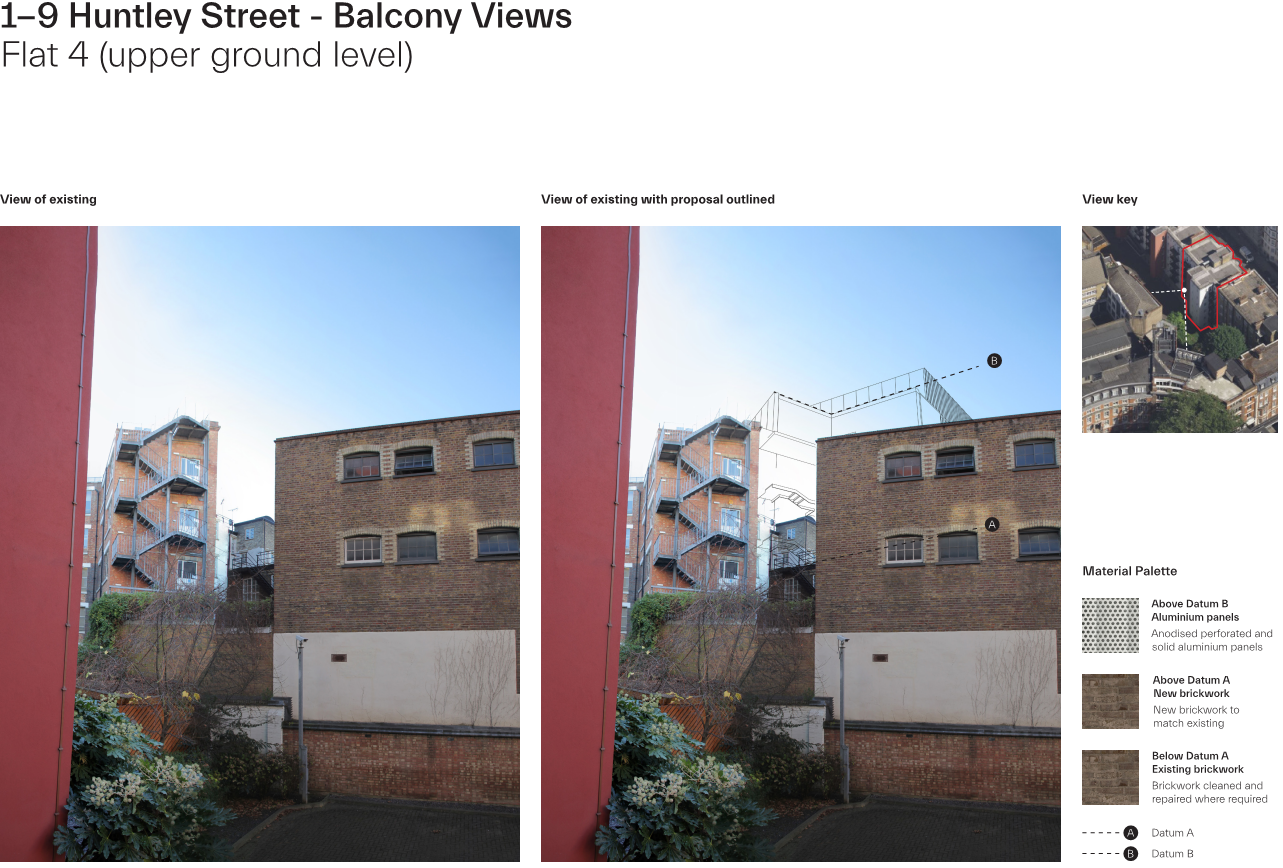 1–9 Huntley Street - Balcony Views
Flat 4 (upper ground level)
View of existing
View of existing with proposal outlined
View key
B
A
Material Palette
Above Datum B
Aluminium panels
Anodised perforated and
solid aluminium panels
Above Datum A
New brickwork
New brickwork to
match existing
Below Datum A
Existing brickwork
Brickwork cleaned and
repaired where required
A Datum A
B Datum B